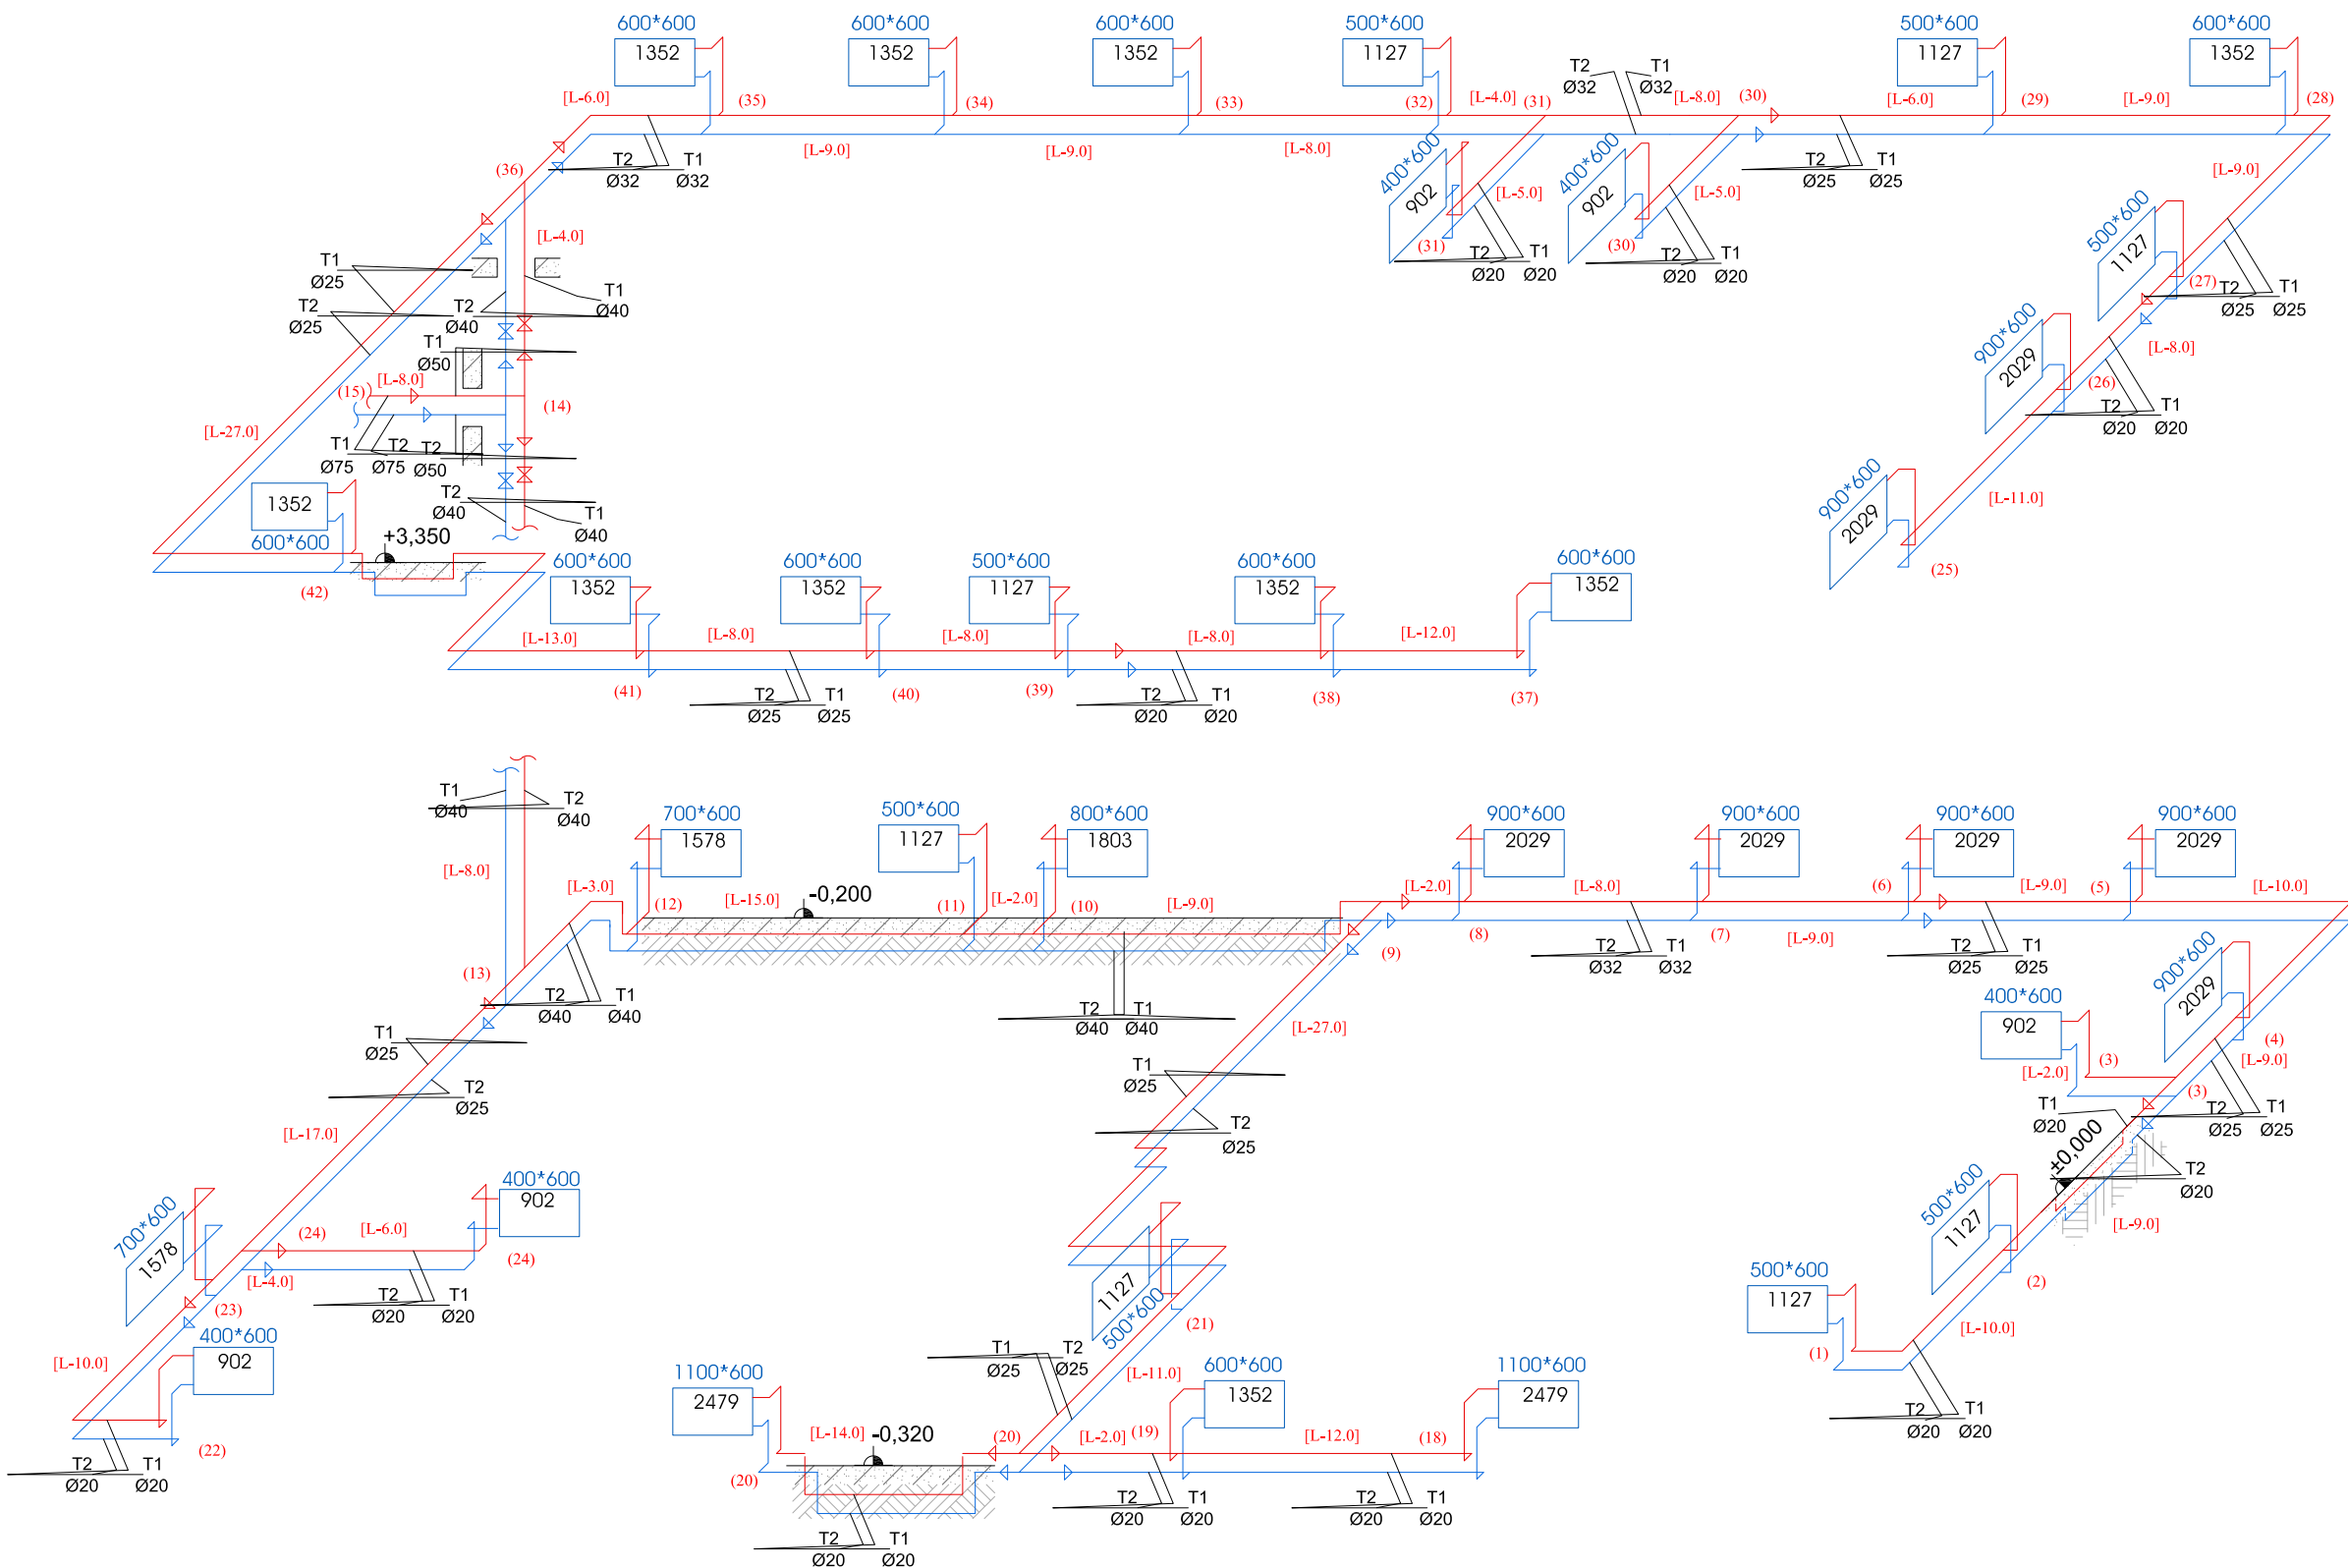 600*600
600*600
600*600
500*600
500*600
600*600
1352
1352
1352
1127
1127
1352
T2
Ø32
T1
Ø32
[L-6.0]
(35)
(34)
(33)
(32)
[L-4.0]
(31)
[L-8.0]
(30)
[L-6.0]
(29)
[L-9.0]
(28)
[L-9.0]
[L-9.0]
[L-8.0]
(36)
T2
Ø32
T1
Ø32
400*600
902
[L-5.0]
400*600
902
[L-5.0]
T2
Ø25
T1
Ø25
[L-9.0]
(31)
T2
Ø20
T1
Ø20
(30)
T2
Ø20
T1
Ø20
500*600
1127
(27)
T2
Ø25
T1
Ø25
[L-4.0]
T1
Ø25
T2
Ø25
T2
Ø40
T1
Ø40
T1
Ø50
(15)
[L-8.0]
(14)
[L-27.0]
T1
Ø75
T2
Ø75
T2
Ø50
T2
Ø40
T1
Ø40
900*600
2029
[L-8.0]
(26)
T2
Ø20
T1
Ø20
900*600
2029
[L-11.0]
(25)
1352
600*600
+3,350
(42)
600*600
1352
600*600
1352
500*600
1127
600*600
1352
600*600
1352
[L-13.0]
[L-8.0]
[L-8.0]
[L-8.0]
[L-12.0]
(41)
T2
Ø25
T1
Ø25
(40)
(39)
T2
Ø20
T1
Ø20
(38)
(37)
T1
Ø40
T2
Ø40
700*600
1578
500*600
1127
800*600
1803
900*600
2029
900*600
2029
900*600
2029
900*600
2029
[L-8.0]
[L-3.0]
(12)
[L-15.0]
-0,200
(11)
[L-2.0]
(10)
[L-9.0]
[L-2.0]
(8)
[L-8.0]
(7)
[L-9.0]
(6)
[L-9.0]
(5)
[L-10.0]
(13)
T2
Ø40
T1
Ø40
T2
Ø40
T1
Ø40
(9)
T2
Ø32
T1
Ø32
T2
Ø25
T1
Ø25
900*600
2029
(4)
400*600
902
(3)
[L-2.0]
(3)
[L-9.0]
T1
Ø25
T2
Ø25
[L-27.0]
T1
Ø25
T2
Ø25
T1
Ø20
T2
Ø25
T1
Ø25
±0,000
T2
Ø20
[L-9.0]
[L-17.0]
400*600
902
700*600
1578
(24)
[L-6.0]
(24)
[L-4.0]
(23)
T2
Ø20
T1
Ø20
400*600
902
[L-10.0]
(22)
T2
Ø20
T1
Ø20
1127
500*600
(21)
T1
Ø25
T2
Ø25
[L-11.0]
500*600
1127
(2)
500*600
1127
(1)
[L-10.0]
T2
Ø20
T1
Ø20
1100*600
2479
600*600
1352
1100*600
2479
[L-14.0]
-0,320
(20)
[L-2.0]
(19)
[L-12.0]
(18)
(20)
T2
Ø20
T1
Ø20
T2
Ø20
T1
Ø20
T2
Ø20
T1
Ø20